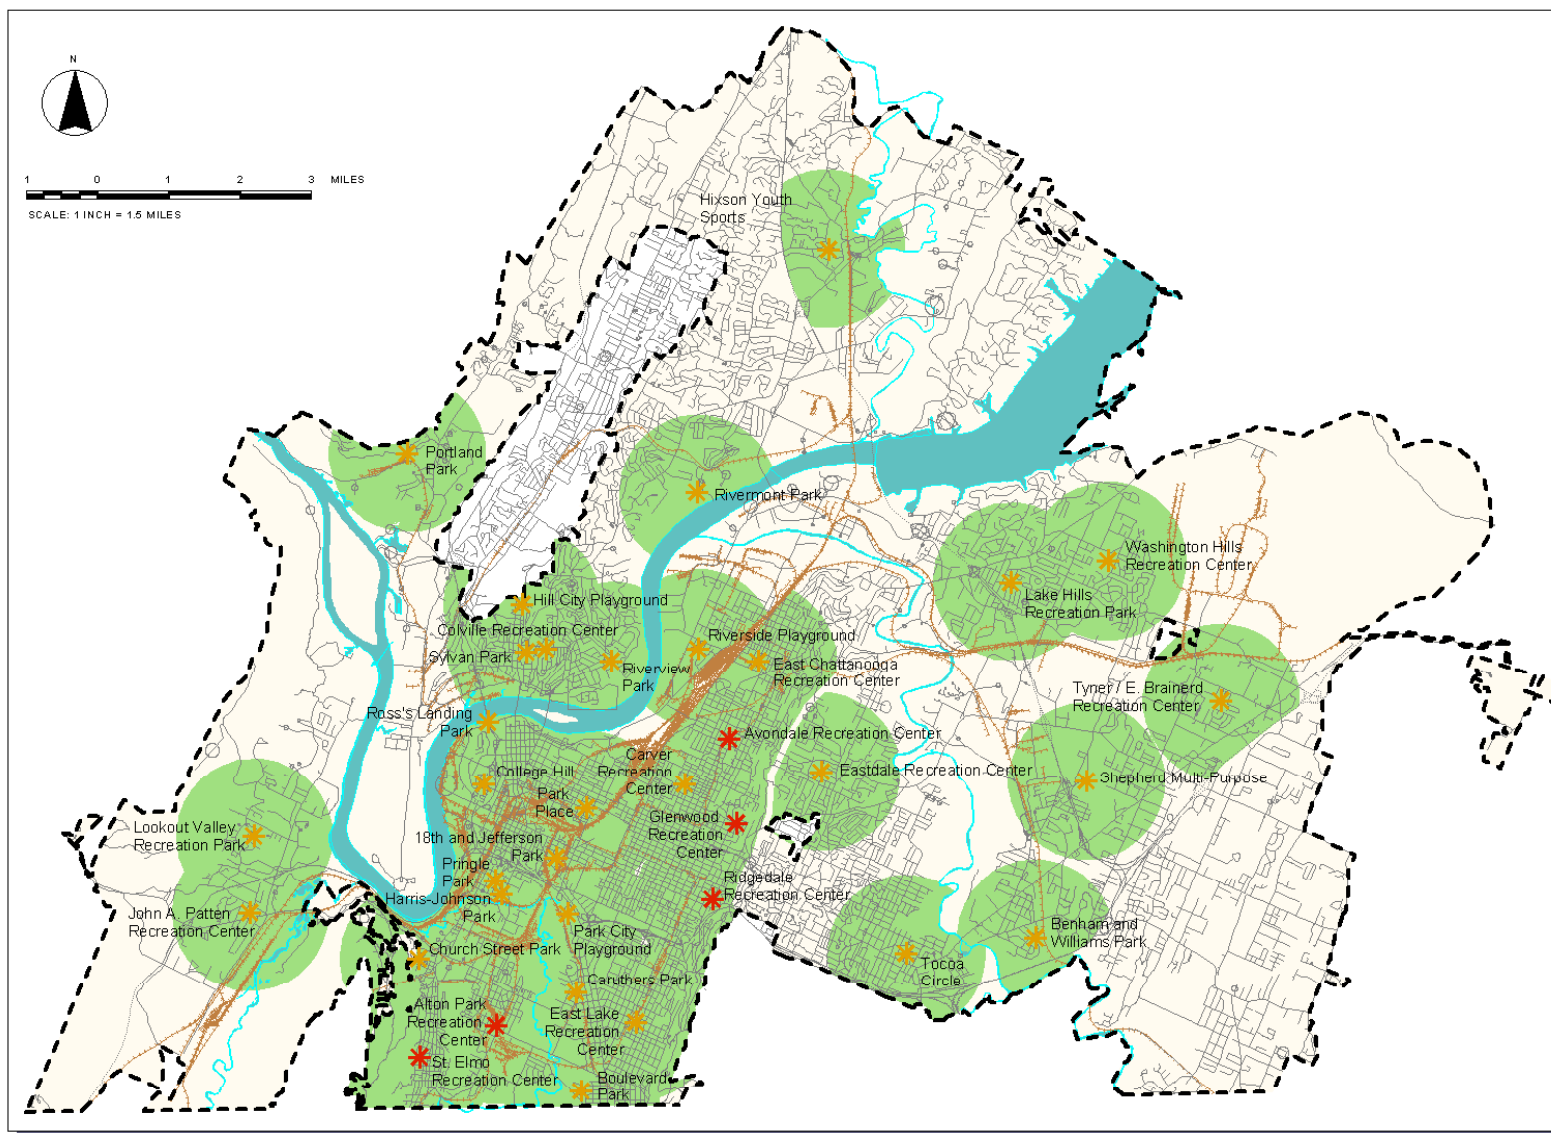 N
1 0 1 2 3 MILES
SCALE: 1 INCH = 1.5 MILES
Hixson Youth
Sports
Portland
Park
Rivermont Park
Washington Hills
Recreation Center
Lake Hills
Recreation Park
Hill City Playground
Colville Recreation Center
Sylvan Park
Riverview
Park
Riverside Playground
East Chattanooga
Recreation Center
Tyner / E. Brainerd
Recreation Center
Ross's Landing
Park
Avondale Recreation Center
Carver
Recreation
Center
Eastdale Recreation Center
Shepherd Multi-Purpose
College Hill
Park
Place
Glenwood
Recreation
Center
Lookout Valley
Recreation Park
18th and Jefferson
Park
Pringle
Park
Harris-Johnson
Park
Ridgedale
Recreation Center
John A. Patten
Recreation Center
Park City
Playground
Benham and
Williams Park
Church Street Park
Tocoa
Circle
Caruthers Park
Alton Park
Recreation
Center
East Lake
Recreation
Center
St. Elmo
Recreation Center
Boulevard
Park